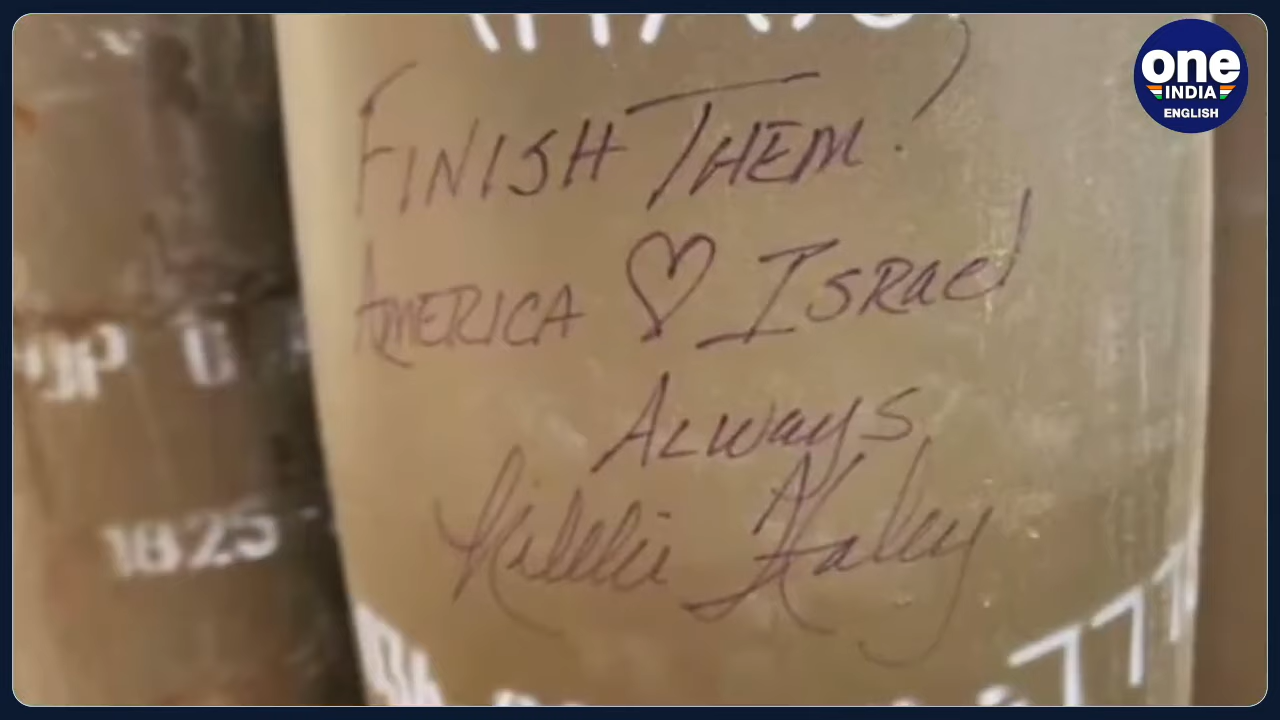 FINISH THEM!
AMERICA ♡ ISRAEL
ALWAYS
Nikki Haley
1825
one
INDIA
ENGLISH